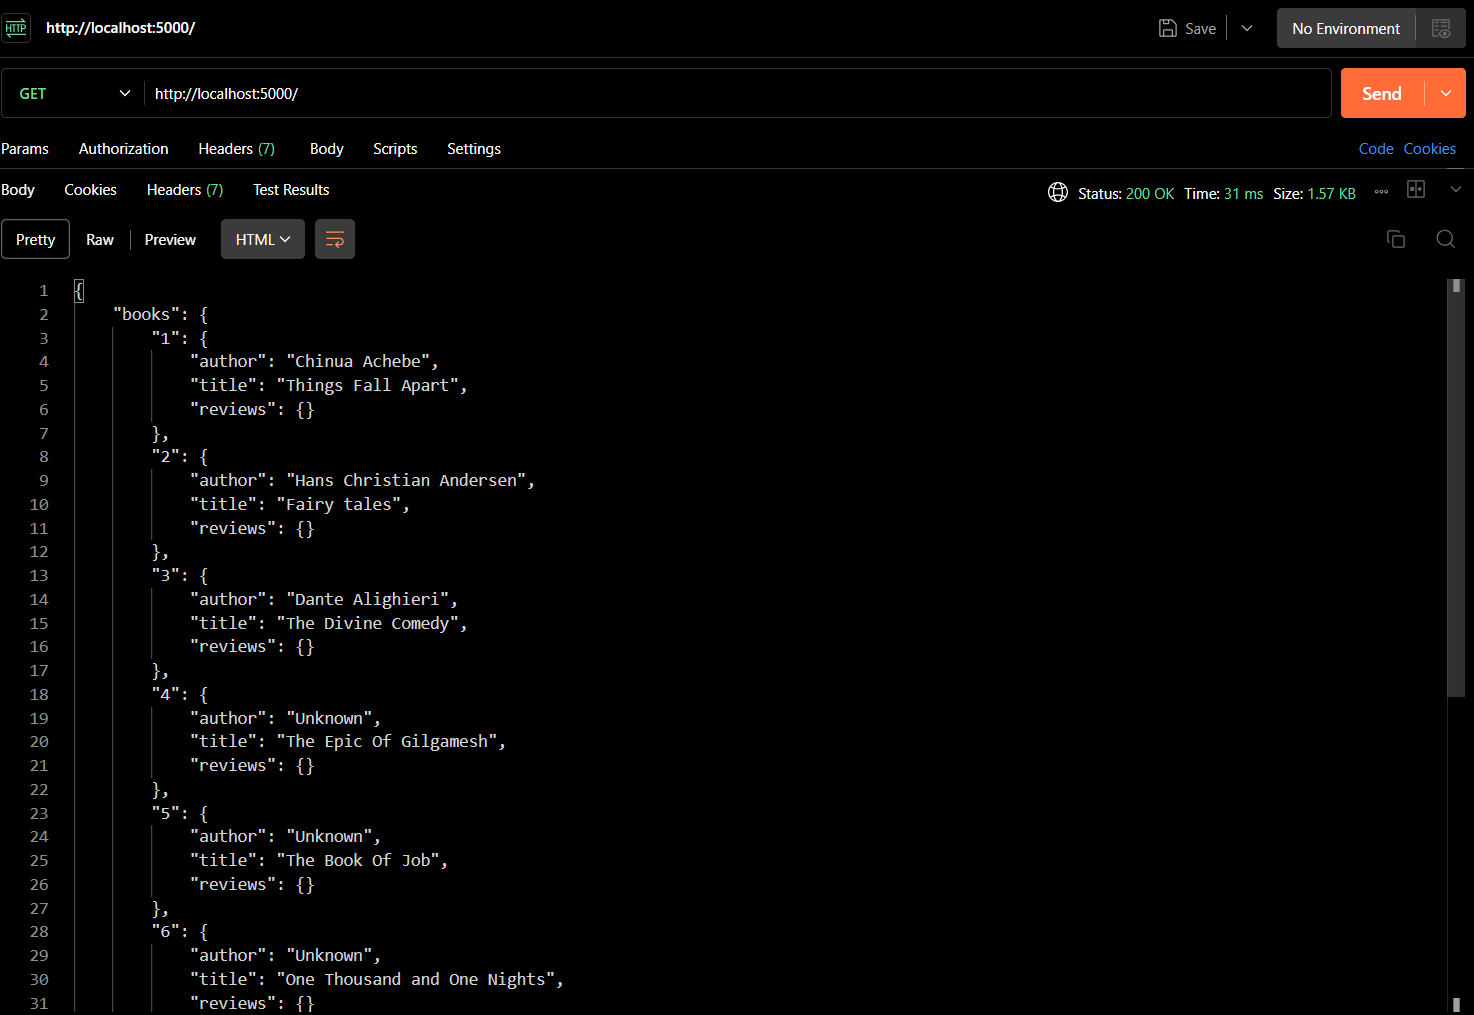 HTTP http://localhost:5000/ Save No Environment
GET http://localhost:5000/ Send
Params Authorization Headers (7) Body Scripts Settings Code Cookies
Body Cookies Headers (7) Test Results Status: 200 OK Time: 31 ms Size: 1.57 KB
Pretty Raw Preview HTML
1 {
2 "books": {
3 "1": {
4 "author": "Chinua Achebe",
5 "title": "Things Fall Apart",
6 "reviews": {}
7 },
8 "2": {
9 "author": "Hans Christian Andersen",
10 "title": "Fairy tales",
11 "reviews": {}
12 },
13 "3": {
14 "author": "Dante Alighieri",
15 "title": "The Divine Comedy",
16 "reviews": {}
17 },
18 "4": {
19 "author": "Unknown",
20 "title": "The Epic Of Gilgamesh",
21 "reviews": {}
22 },
23 "5": {
24 "author": "Unknown",
25 "title": "The Book Of Job",
26 "reviews": {}
27 },
28 "6": {
29 "author": "Unknown",
30 "title": "One Thousand and One Nights",
31 "reviews": {}